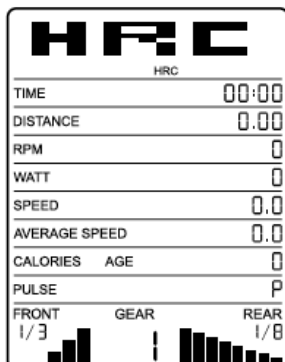 HRC
HRC
TIME 00:00
DISTANCE 0.00
RPM 0
WATT 0
SPEED 0.0
AVERAGE SPEED 0.0
CALORIES AGE 0
PULSE P
FRONT GEAR REAR
1/3 1 1/8